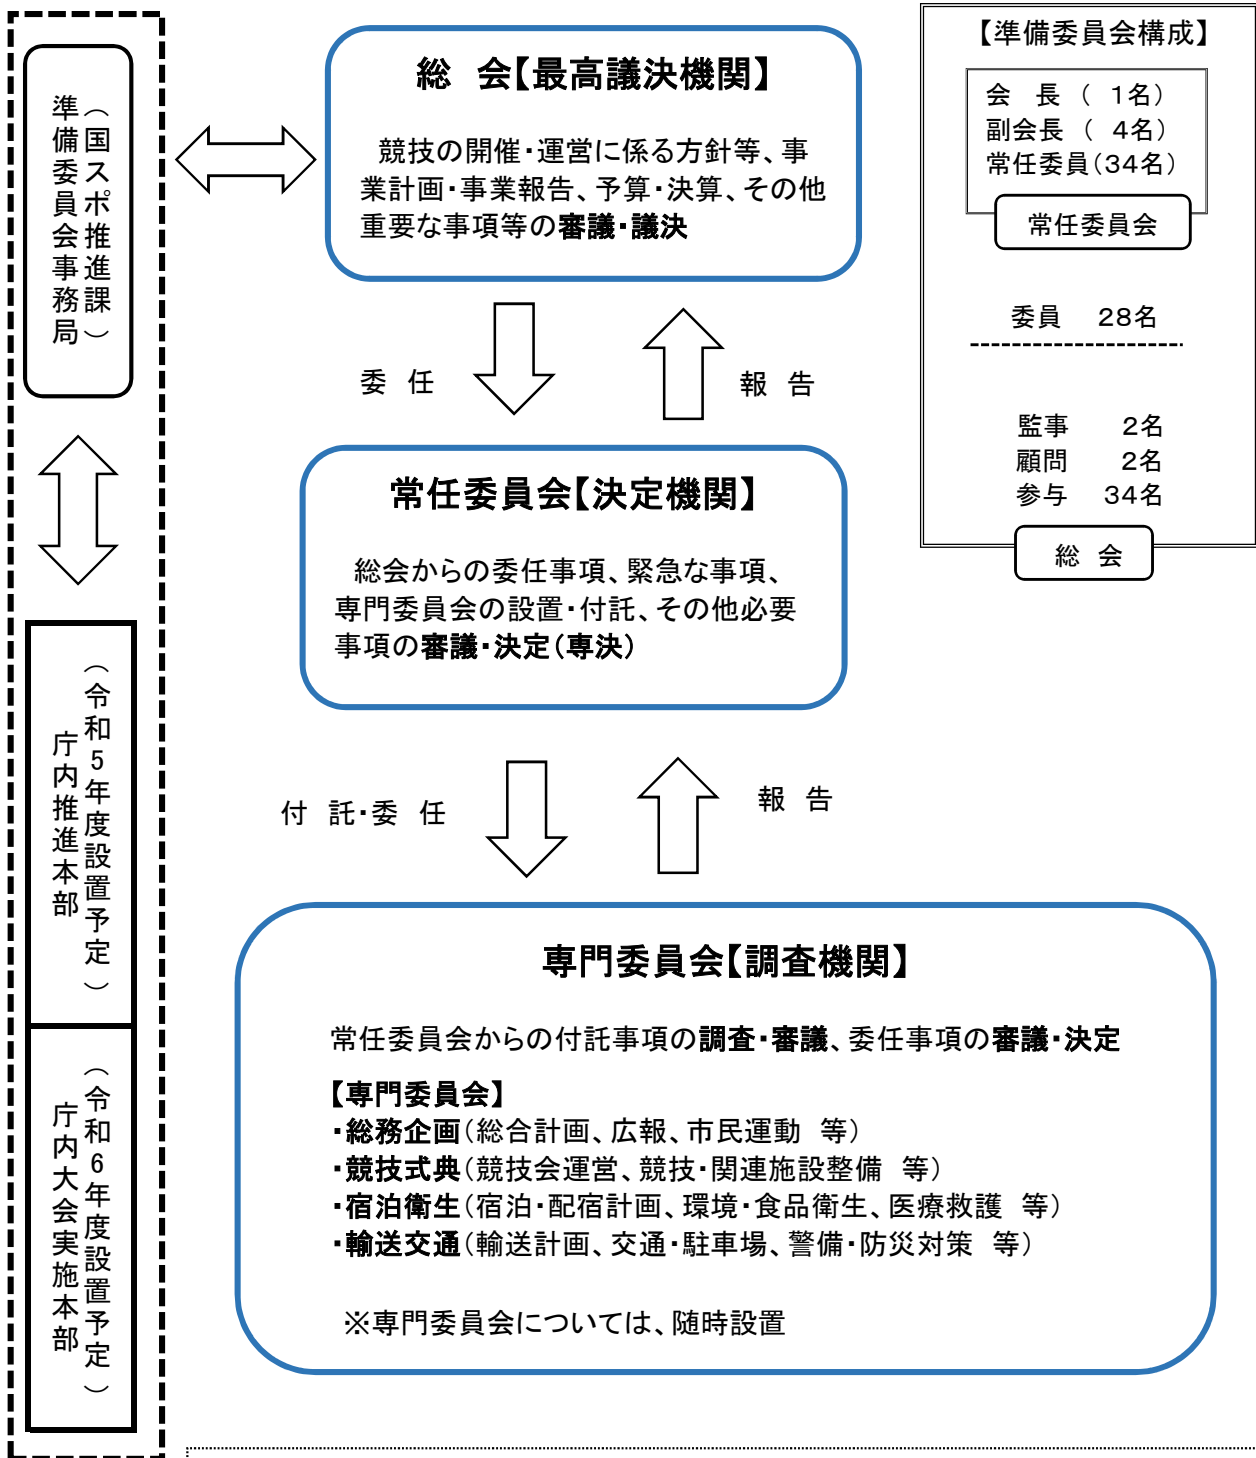 準備委員会事務局
（国スポ推進課）
庁内推進本部
（令和5年度設置予定）
庁内大会実施本部
（令和6年度設置予定）
総　会【最高議決機関】
競技の開催・運営に係る方針等、事
業計画・事業報告、予算・決算、その他
重要な事項等の審議・議決
委　任
報　告
常任委員会【決定機関】
総会からの委任事項、緊急な事項、
専門委員会の設置・付託、その他必要
事項の審議・決定（専決）
付　託・委　任
報　告
専門委員会【調査機関】
常任委員会からの付託事項の調査・審議、委任事項の審議・決定
【専門委員会】
・総務企画（総合計画、広報、市民運動　等）
・競技式典（競技会運営、競技・関連施設整備　等）
・宿泊衛生（宿泊・配宿計画、環境・食品衛生、医療救護　等）
・輸送交通（輸送計画、交通・駐車場、警備・防災対策　等）
※専門委員会については、随時設置
【準備委員会構成】
会　長（　1名）
副会長（　4名）
常任委員（34名）
常任委員会
委員　28名
監事　　2名
顧問　　2名
参与　34名
総　会